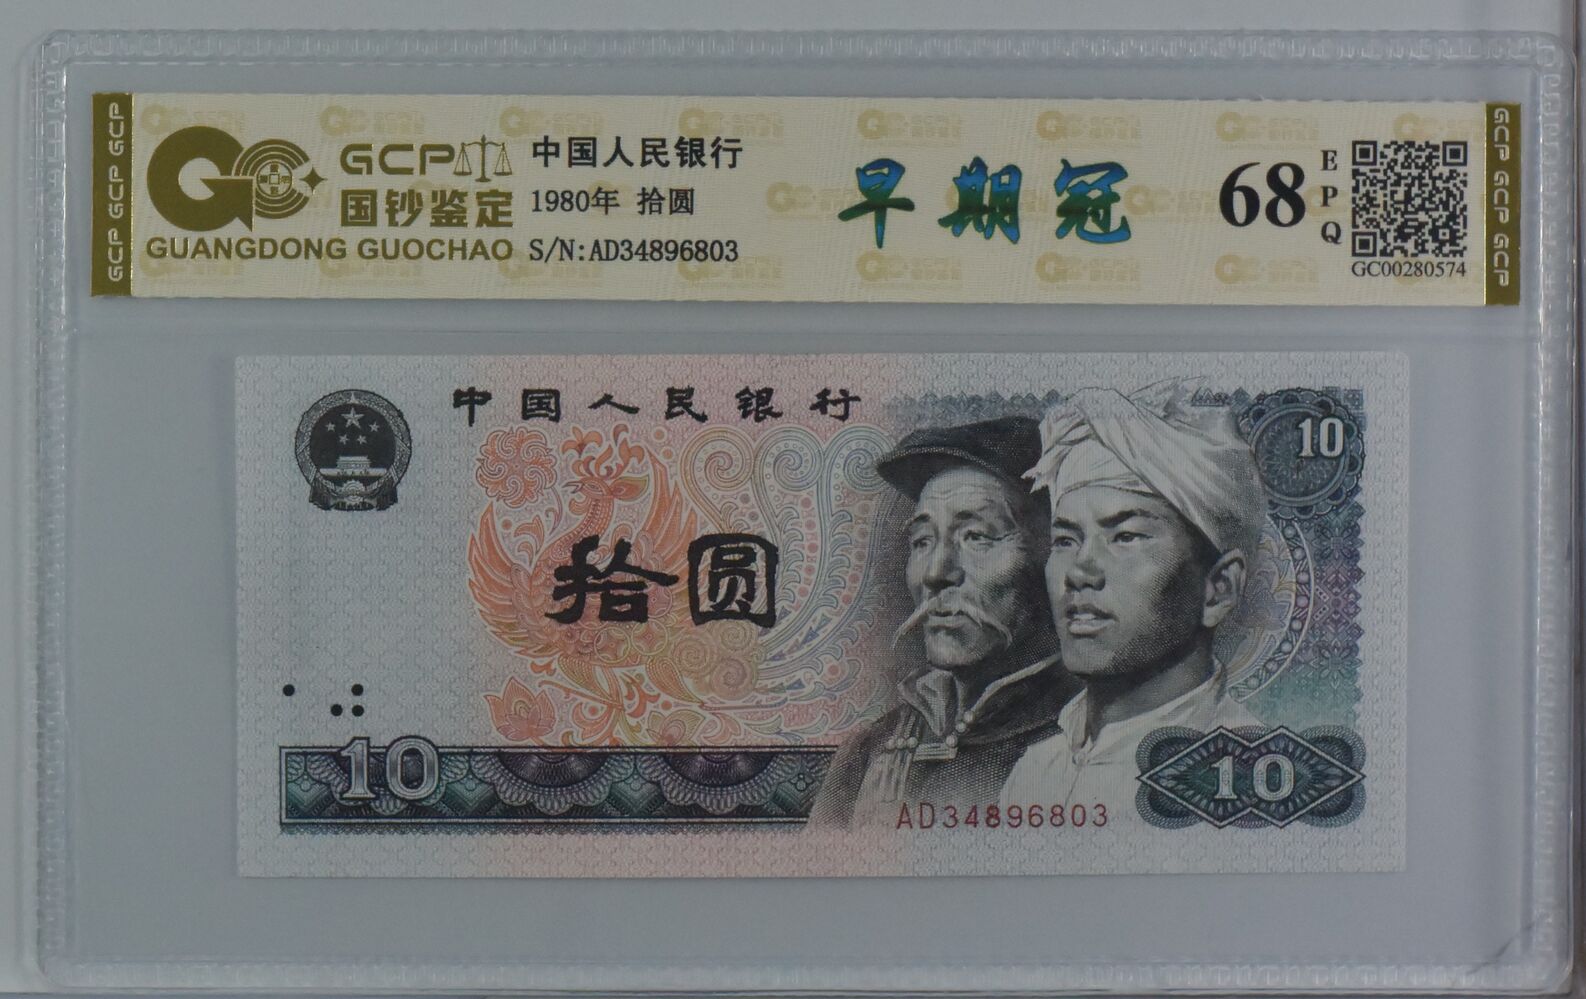 GCP GCP GCP
GCP
国钞鉴定
GUANGDONG GUOCHAO
中国人民银行
1980年 拾圆
S/N:AD34896803
早期冠
68
EPQ
GC00280574
GCP GCP GCP
中国人民银行
10
拾圆
10
10
AD34896803